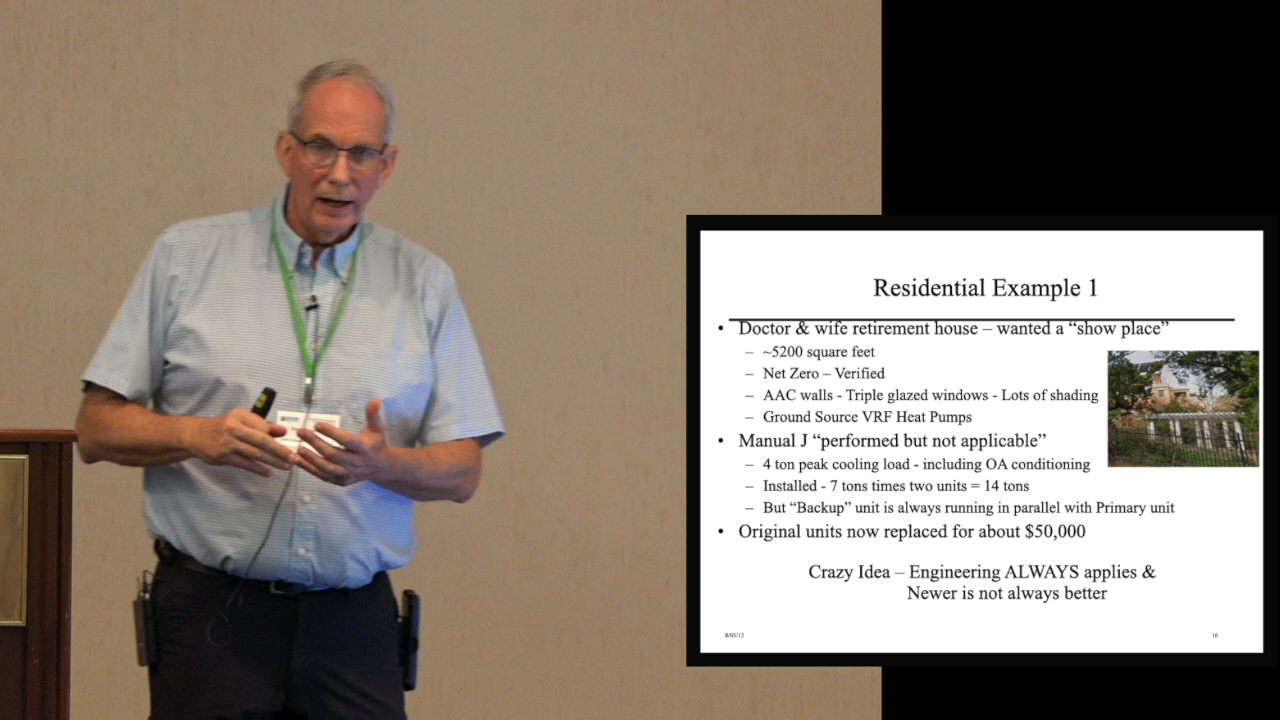 Residential Example 1
• Doctor & wife retirement house – wanted a “show place”
– ~5200 square feet
– Net Zero – Verified
– AAC walls - Triple glazed windows - Lots of shading
– Ground Source VRF Heat Pumps
• Manual J “performed but not applicable”
– 4 ton peak cooling load - including OA conditioning
– Installed - 7 tons times two units = 14 tons
– But “Backup” unit is always running in parallel with Primary unit
• Original units now replaced for about $50,000
Crazy Idea – Engineering ALWAYS applies &
Newer is not always better
8/05/13
16